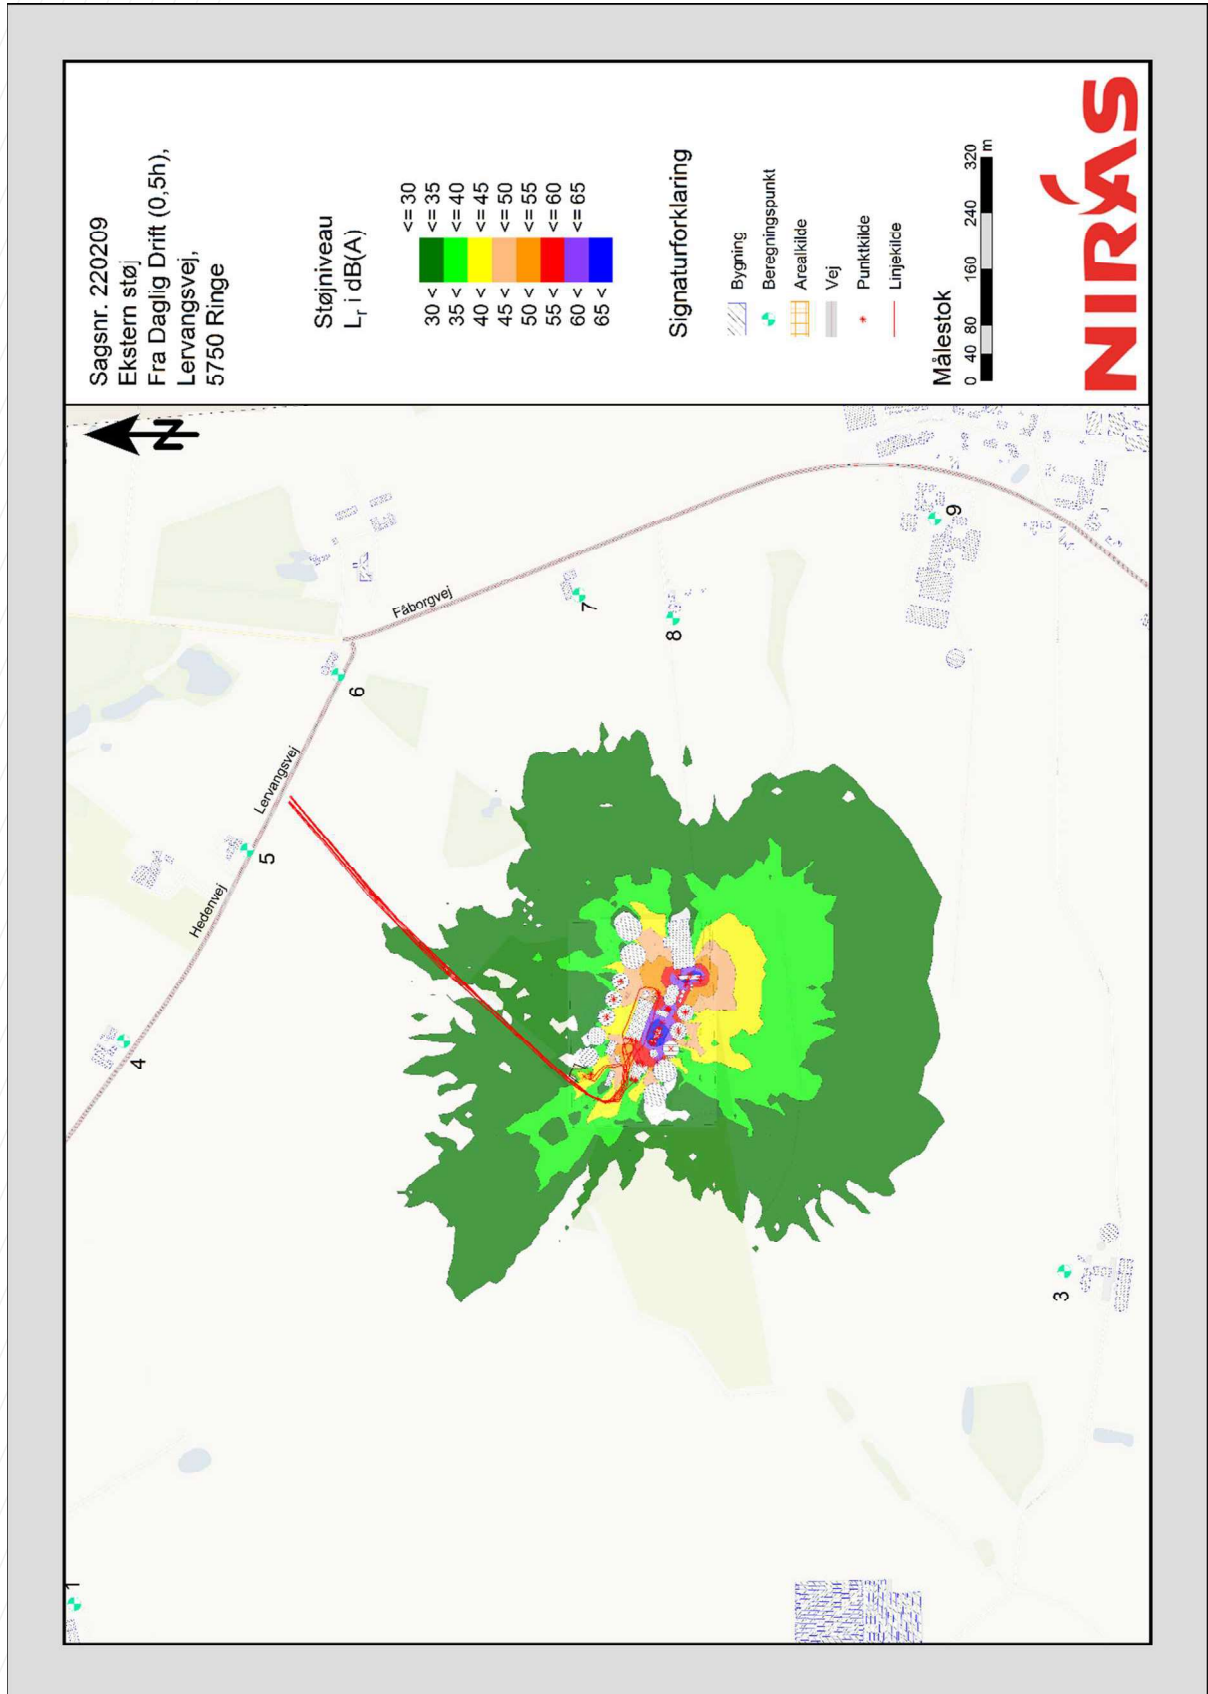 Sagsnr. 220209
Ekstern støj
Fra Daglig Drift (0,5h),
Lervangsvej,
5750 Ringe
Støjniveau
Lr i dB(A)
<= 30
30 < <= 35
35 < <= 40
40 < <= 45
45 < <= 50
50 < <= 55
55 < <= 60
60 < <= 65
65 <
Signaturforklaring
Bygning
Beregningspunkt
Arealkilde
Vej
Punktkilde
Linjekilde
Målestok
0 40 80 160 240 320
m
NIRAS
N
1
4
Hedenvej
5
Lervangsvej
6
Fåborgvej
7
8
9
3